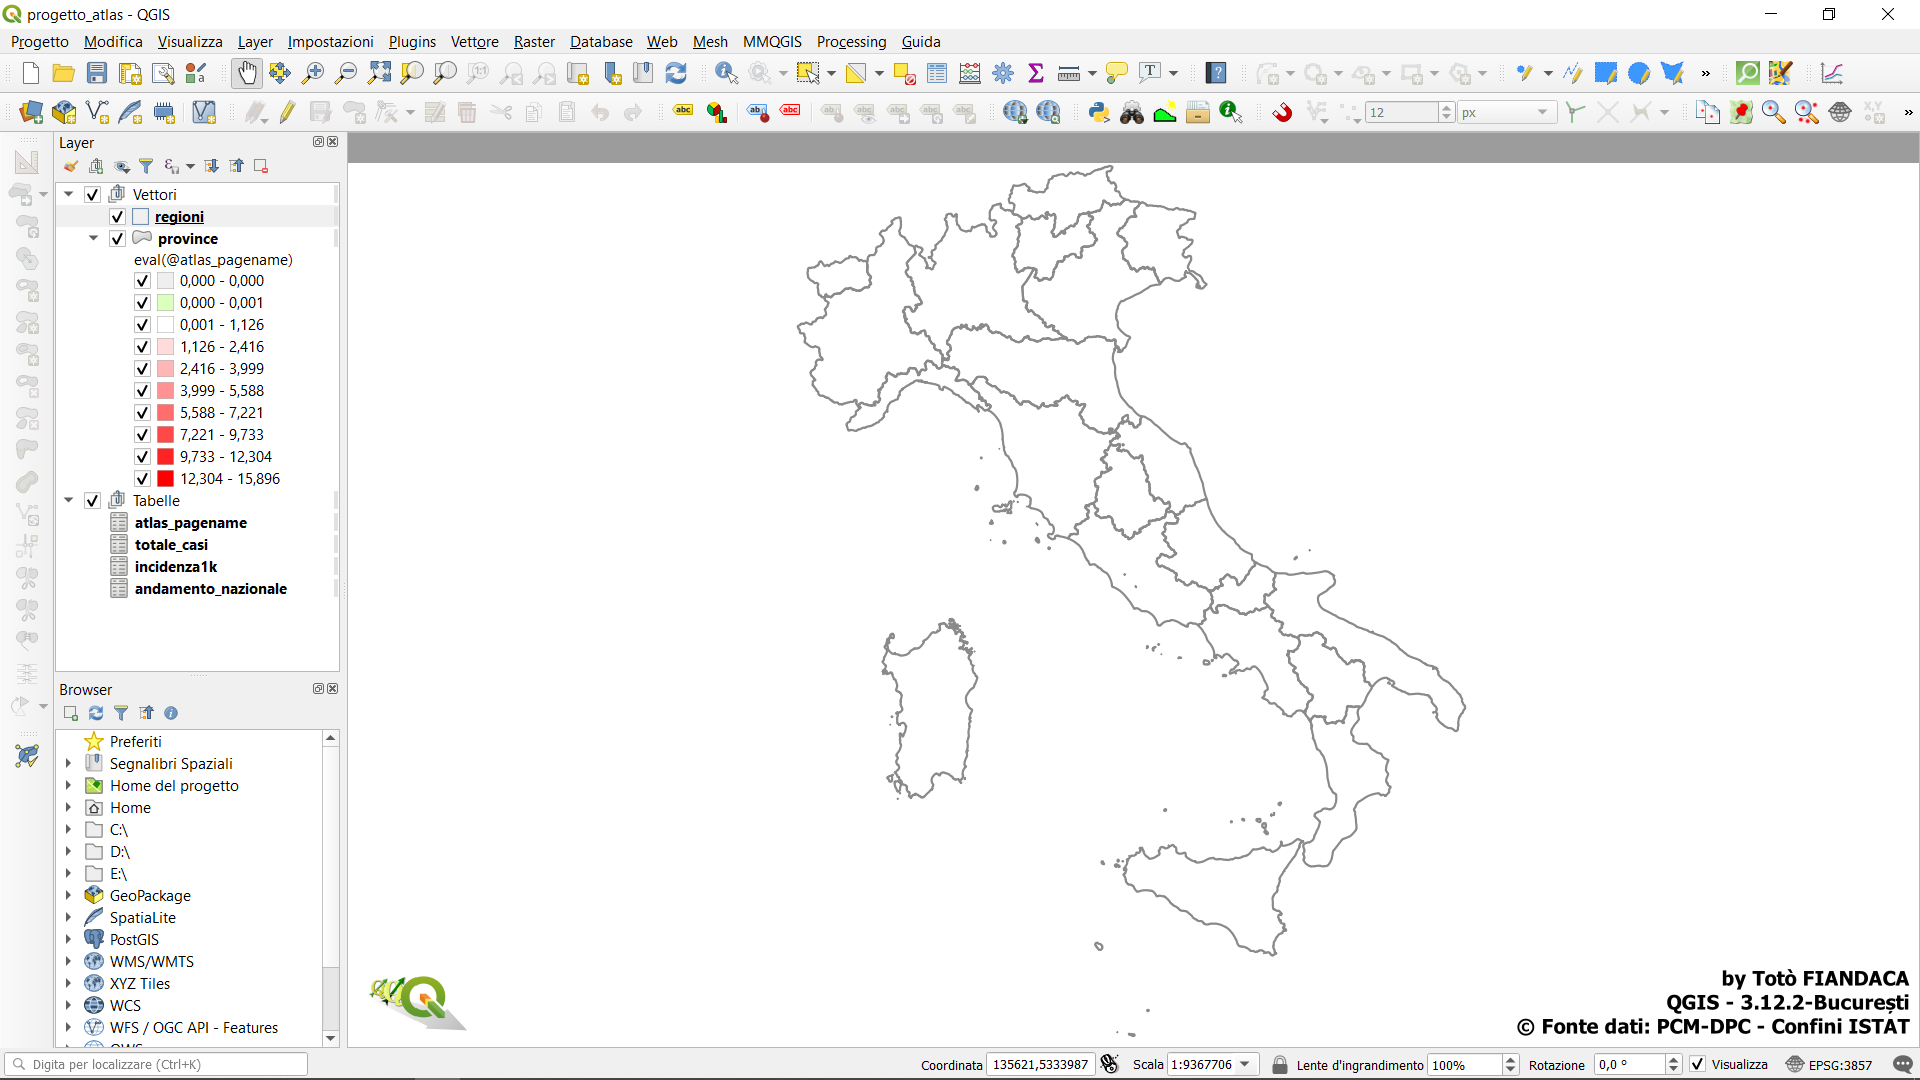 progetto_atlas - QGIS
Progetto Modifica Visualizza Layer Impostazioni Plugins Vettore Raster Database Web Mesh MMQGIS Processing Guida
1:1
T
abc abc abc
12 px
X,Y
Layer
Vettori
regioni
province
eval(@atlas_pagename)
0,000 - 0,000
0,000 - 0,001
0,001 - 1,126
1,126 - 2,416
2,416 - 3,999
3,999 - 5,588
5,588 - 7,221
7,221 - 9,733
9,733 - 12,304
12,304 - 15,896
Tabelle
atlas_pagename
totale_casi
incidenza1k
andamento_nazionale
Browser
Preferiti
Segnalibri Spaziali
Home del progetto
Home
C:\
D:\
E:\
GeoPackage
SpatiaLite
PostGIS
WMS/WMTS
XYZ Tiles
WCS
WFS / OGC API - Features
by Totò FIANDACA
QGIS - 3.12.2-București
© Fonte dati: PCM-DPC - Confini ISTAT
Digita per localizzare (Ctrl+K) Coordinata 135621,5333987 Scala 1:9367706 Lente d'ingrandimento 100% Rotazione 0,0 ° Visualizza EPSG:3857